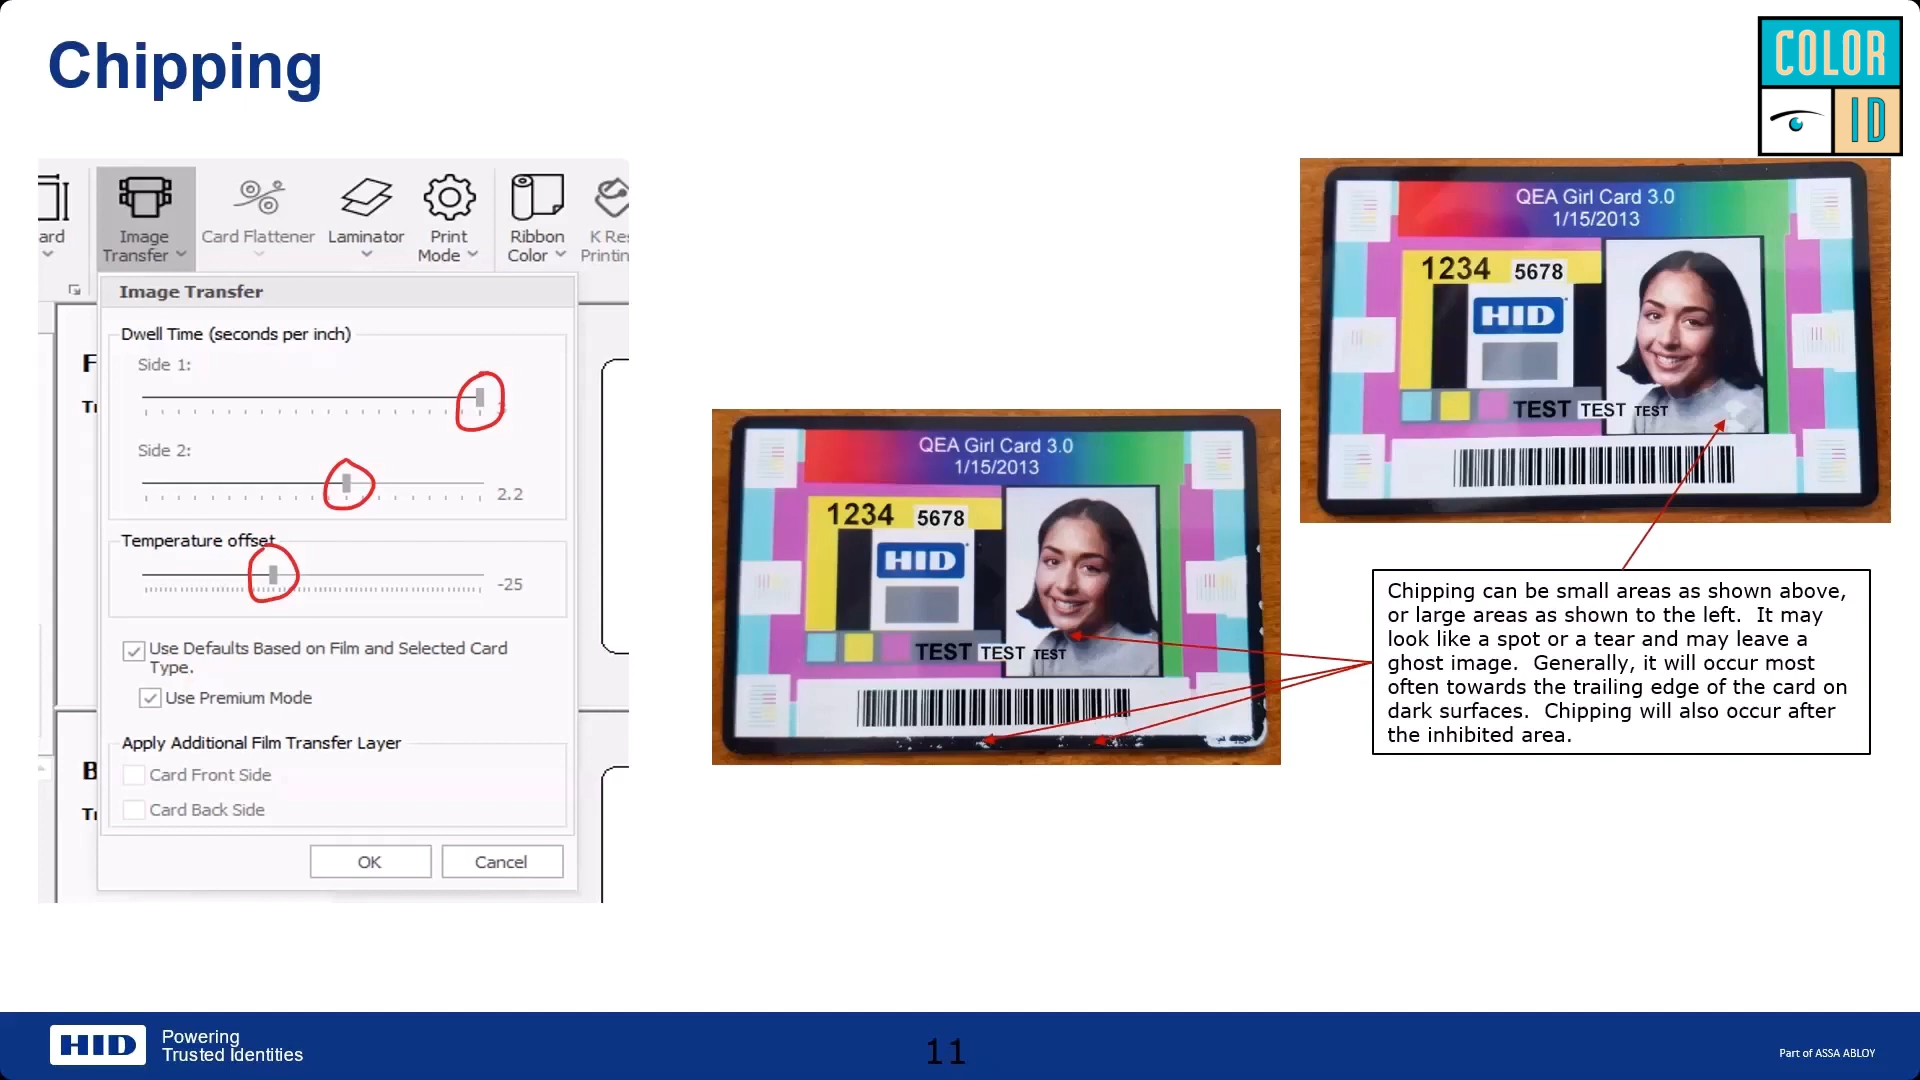 Chipping
COLOR
ID
ard
Image
Transfer
Card Flattener
Laminator
Print
Mode
Ribbon
Color
K Res
Printin
Image Transfer
Dwell Time (seconds per inch)
Side 1:
3
Side 2:
2.2
Temperature offset
-25
Use Defaults Based on Film and Selected Card
Type.
Use Premium Mode
Apply Additional Film Transfer Layer
Card Front Side
Card Back Side
OK
Cancel
F
B
QEA Girl Card 3.0
1/15/2013
1234 5678
HID
TEST TEST TEST
QEA Girl Card 3.0
1/15/2013
1234 5678
HID
TEST TEST TEST
Chipping can be small areas as shown above,
or large areas as shown to the left. It may
look like a spot or a tear and may leave a
ghost image. Generally, it will occur most
often towards the trailing edge of the card on
dark surfaces. Chipping will also occur after
the inhibited area.
HID
Powering
Trusted Identities
11
Part of ASSA ABLOY